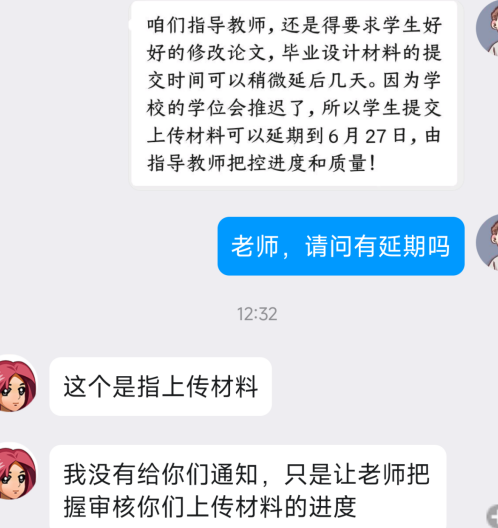 咱们指导教师，还是得要求学生好
好的修改论文，毕业设计材料的提
交时间可以稍微延后几天。因为学
校的学位会推迟了，所以学生提交
上传材料可以延期到6月27日，由
指导教师把控进度和质量！
老师，请问有延期吗
12:32
这个是指上传材料
我没有给你们通知，只是让老师把
握审核你们上传材料的进度